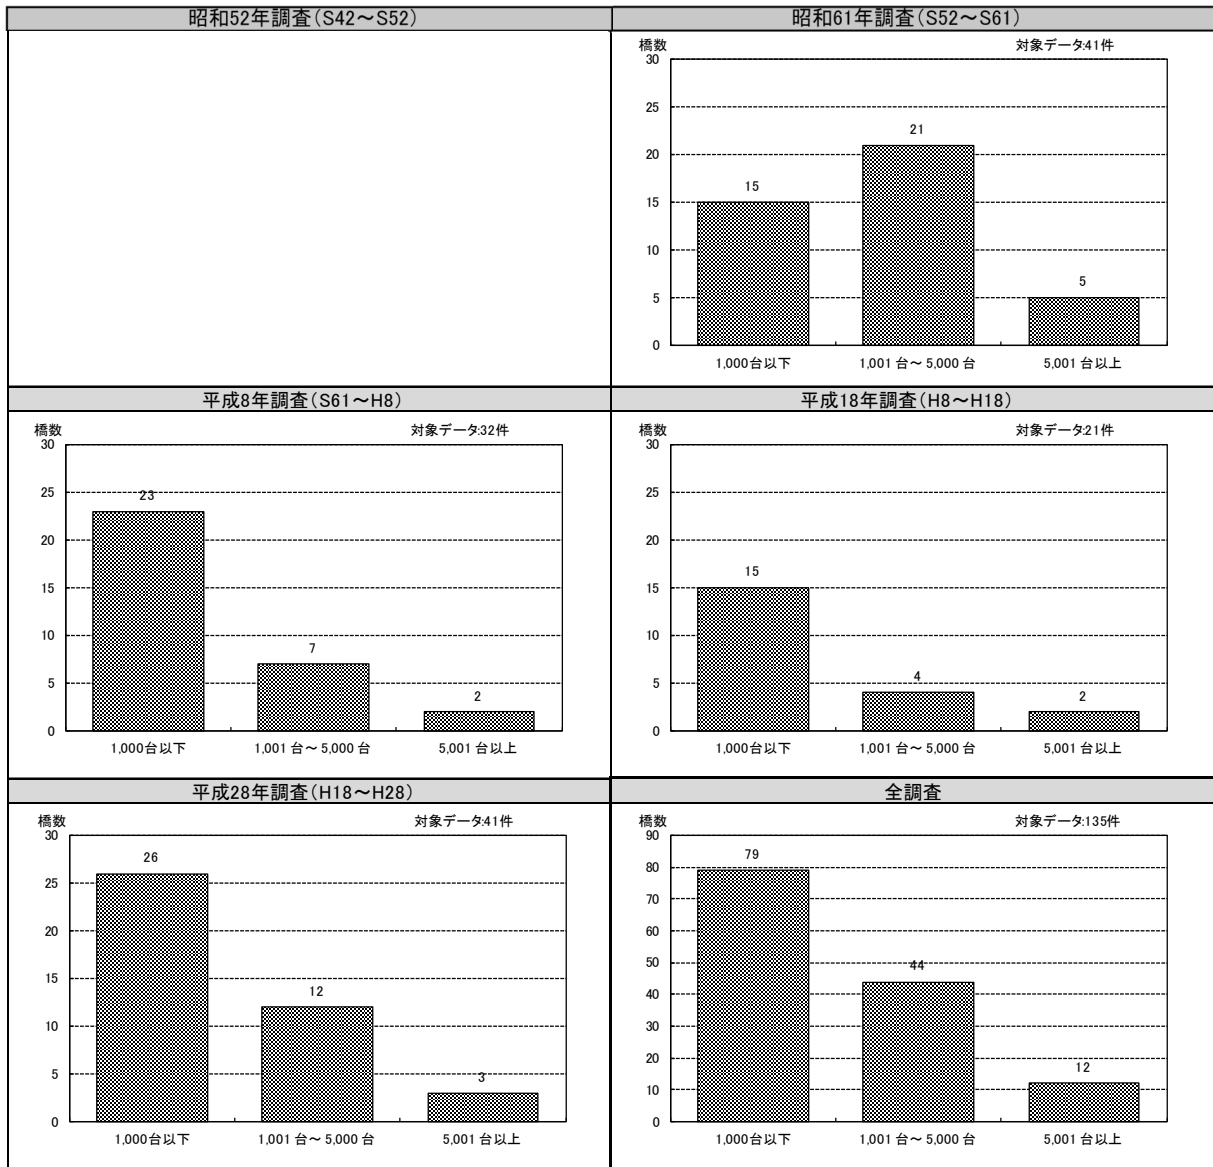 昭和52年調査(S42～S52)
昭和61年調査(S52～S61)
橋数
対象データ:41件
30
25
20
15
10
5
0
15
21
5
1,000台以下
1,001 台～ 5,000 台
5,001 台以上
平成8年調査(S61～H8)
橋数
対象データ:32件
30
25
20
15
10
5
0
23
7
2
1,000台以下
1,001 台～ 5,000 台
5,001 台以上
平成18年調査(H8～H18)
橋数
対象データ:21件
30
25
20
15
10
5
0
15
4
2
1,000台以下
1,001 台～ 5,000 台
5,001 台以上
平成28年調査(H18～H28)
橋数
対象データ:41件
30
25
20
15
10
5
0
26
12
3
1,000台以下
1,001 台～ 5,000 台
5,001 台以上
全調査
橋数
対象データ:135件
90
80
70
60
50
40
30
20
10
0
79
44
12
1,000台以下
1,001 台～ 5,000 台
5,001 台以上